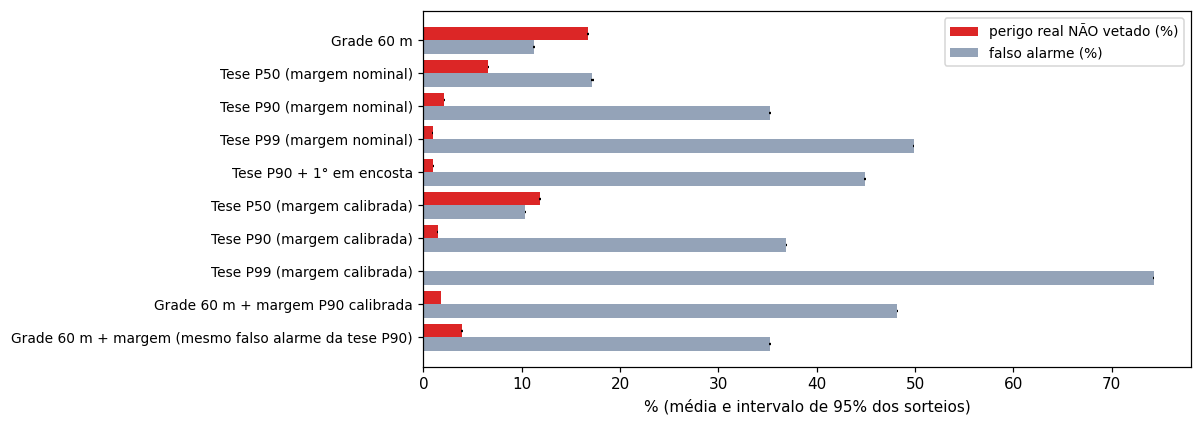 perigo real NÃO vetado (%)
falso alarme (%)
Grade 60 m
Tese P50 (margem nominal)
Tese P90 (margem nominal)
Tese P99 (margem nominal)
Tese P90 + 1° em encosta
Tese P50 (margem calibrada)
Tese P90 (margem calibrada)
Tese P99 (margem calibrada)
Grade 60 m + margem P90 calibrada
Grade 60 m + margem (mesmo falso alarme da tese P90)
0 10 20 30 40 50 60 70
% (média e intervalo de 95% dos sorteios)